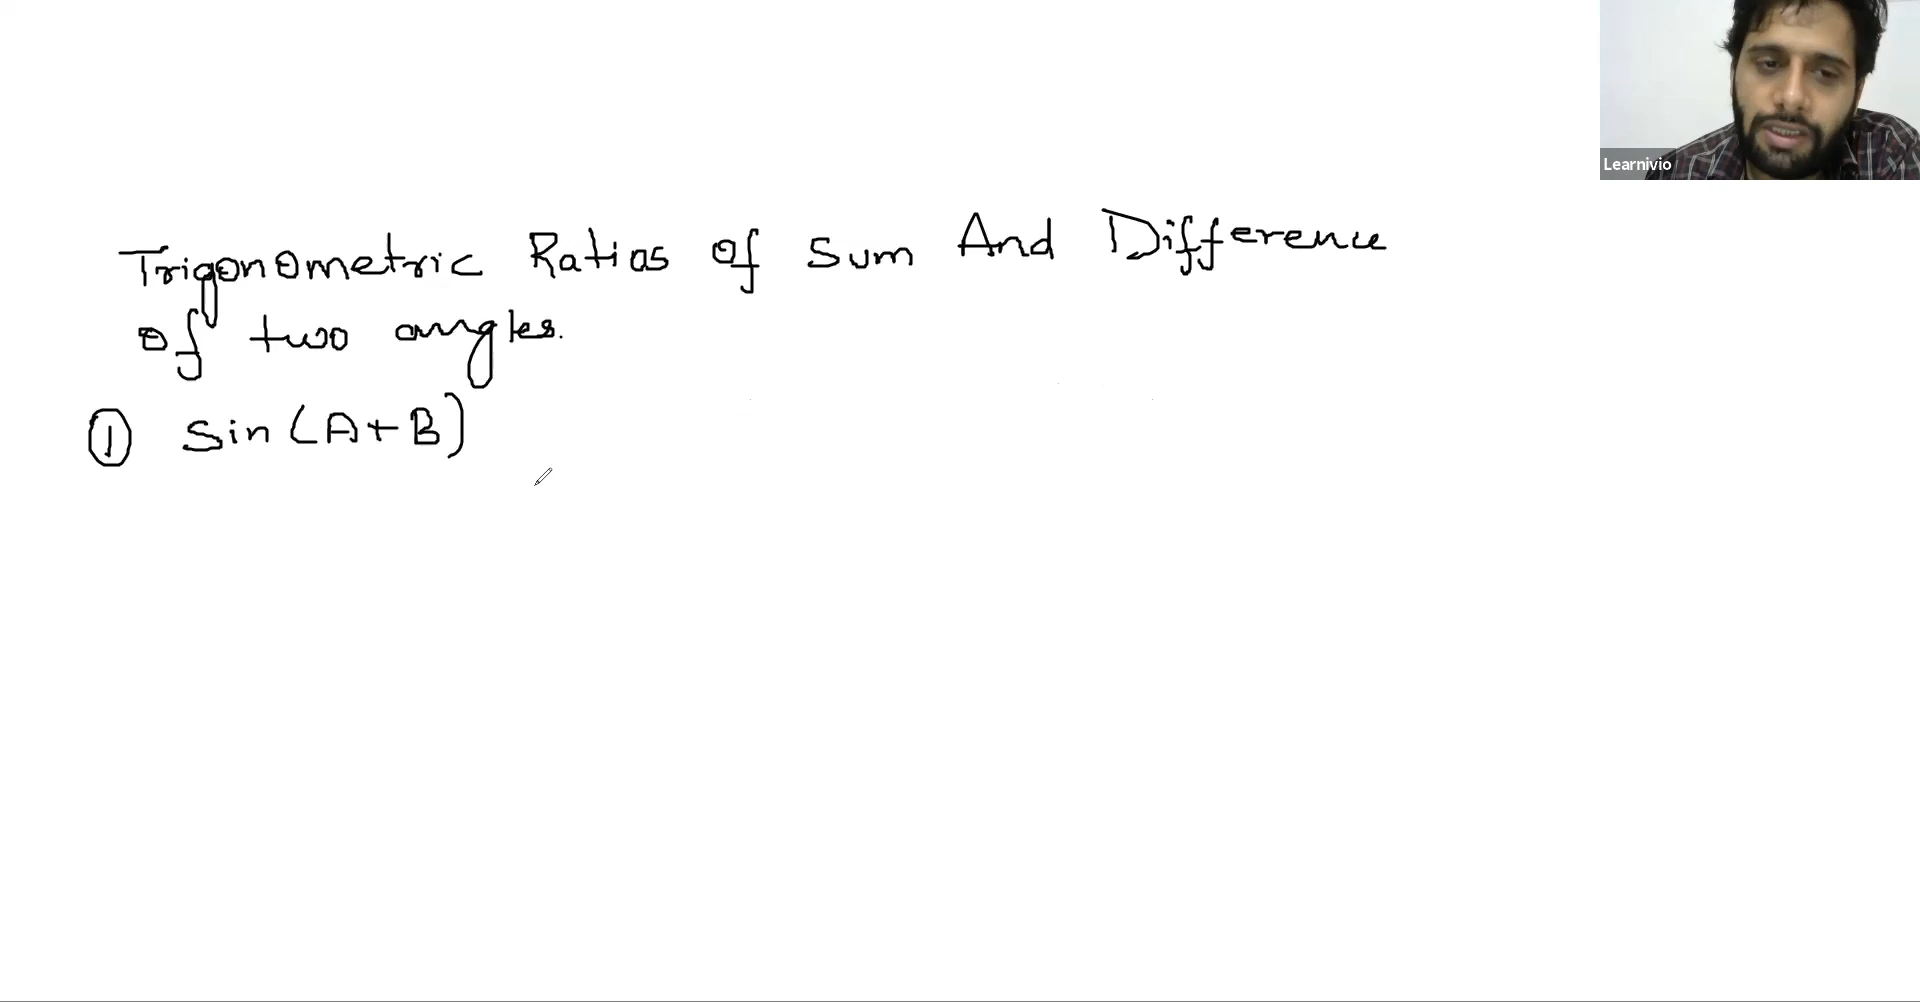 Learnivio
Trigonometric Ratios of Sum And Difference
of two angles.
① Sin (A+B)